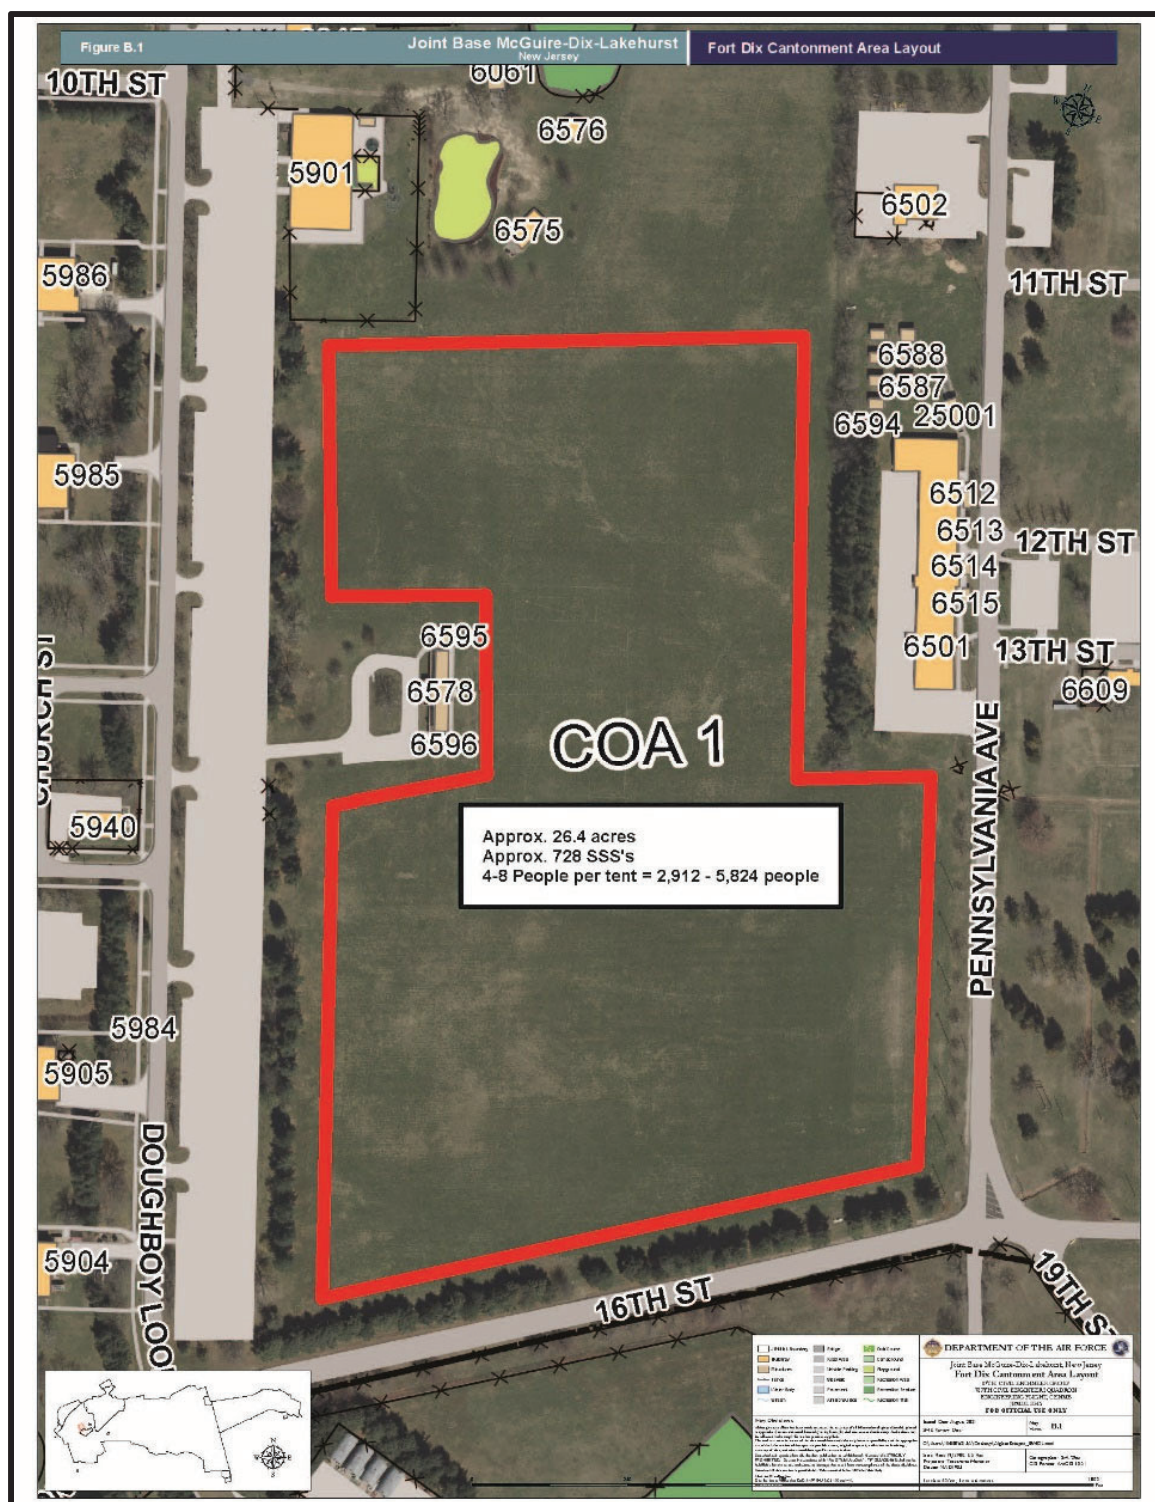 Figure B.1
Joint Base McGuire-Dix-Lakehurst
New Jersey
Fort Dix Cantonment Area Layout
10TH ST
6061
6576
5901
6575
6502
5986
11TH ST
6588
6587
25001
6594
5985
6512
6513
12TH ST
6514
6515
6595
6501
13TH ST
6578
6609
6596
CHURCH ST
COA 1
PENNSYLVANIA AVE
5940
Approx. 26.4 acres
Approx. 728 SSS's
4-8 People per tent = 2,912 - 5,824 people
5984
5905
DOUGHBOY LOO
5904
16TH ST
19TH ST
DEPARTMENT OF THE AIR FORCE
Joint Base McGuire-Dix-Lakehurst, New Jersey
Fort Dix Cantonment Area Layout
FOR OFFICIAL USE ONLY
B.1